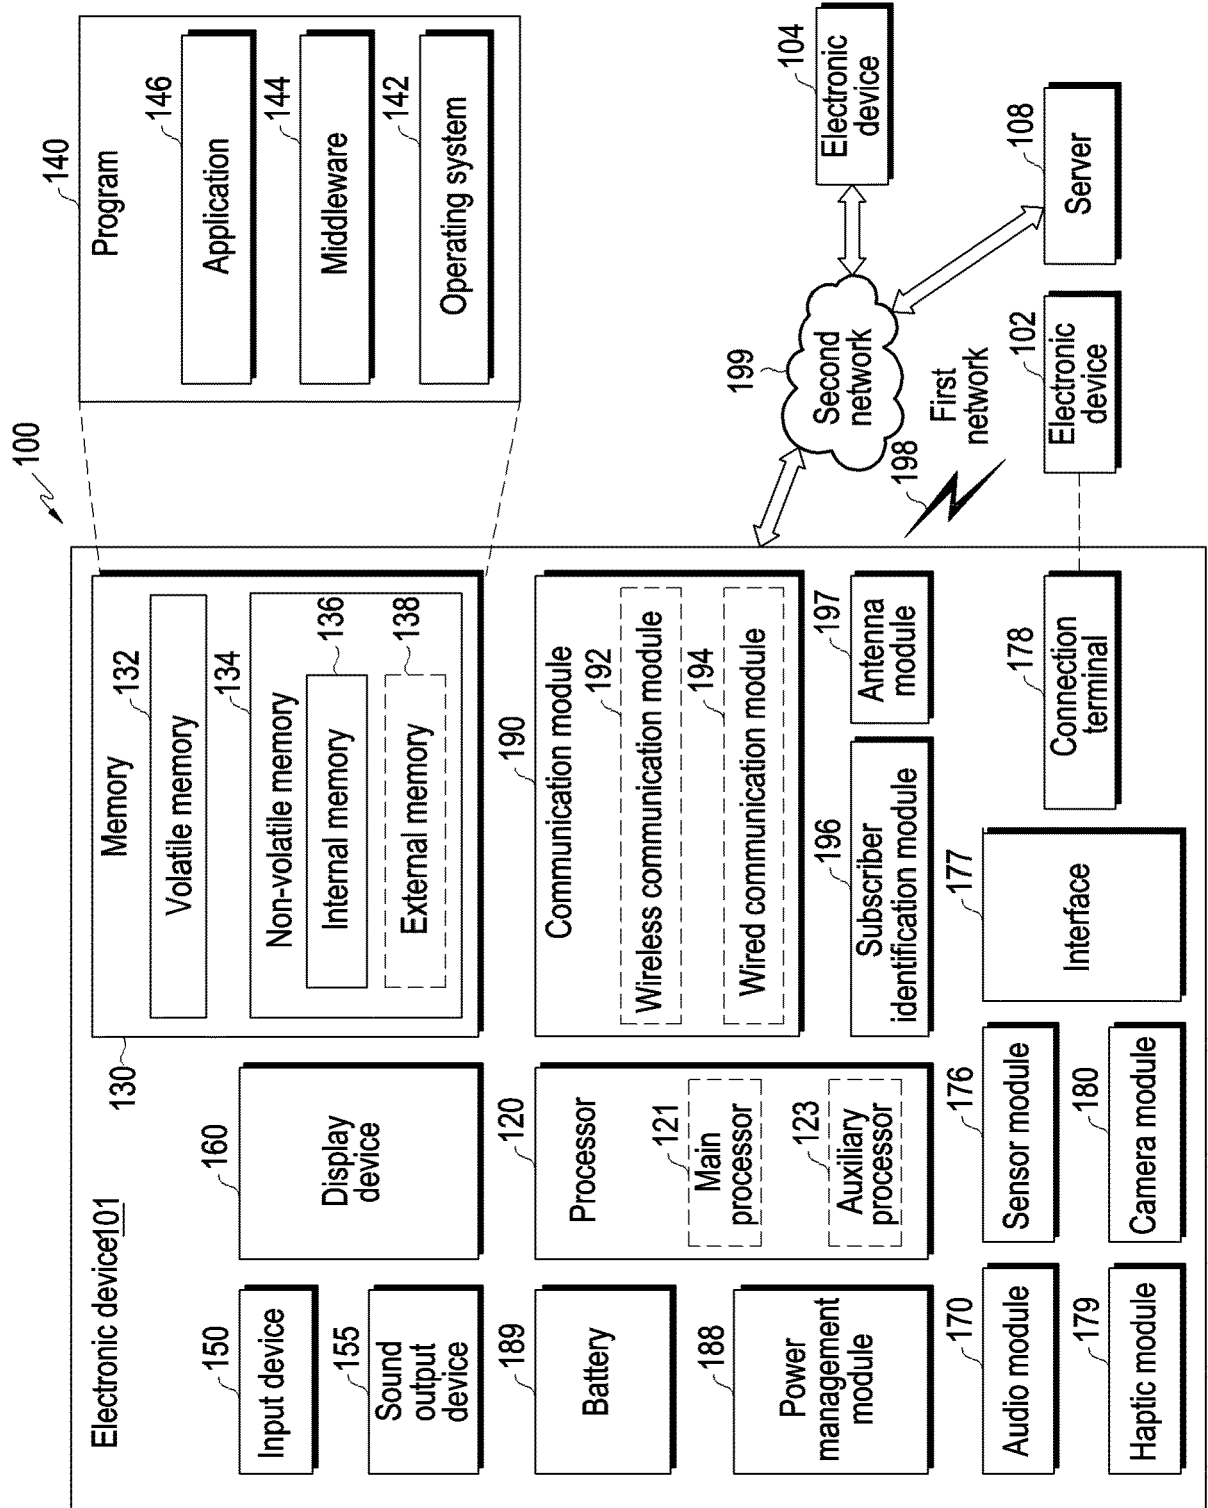 100
Electronic device101
140
Program
146
Application
144
Middleware
142
Operating system
130
Memory
132
Volatile memory
134
Non-volatile memory
136
Internal memory
138
External memory
150
Input device
155
Sound
output
device
160
Display
device
189
Battery
188
Power
management
module
120
Processor
121
Main
processor
123
Auxiliary
processor
190
Communication module
192
Wireless communication module
194
Wired communication module
196
Subscriber
identification module
197
Antenna
module
170
Audio module
176
Sensor module
177
Interface
178
Connection
terminal
179
Haptic module
180
Camera module
199
Second
network
198
First
network
104
Electronic
device
108
Server
102
Electronic
device